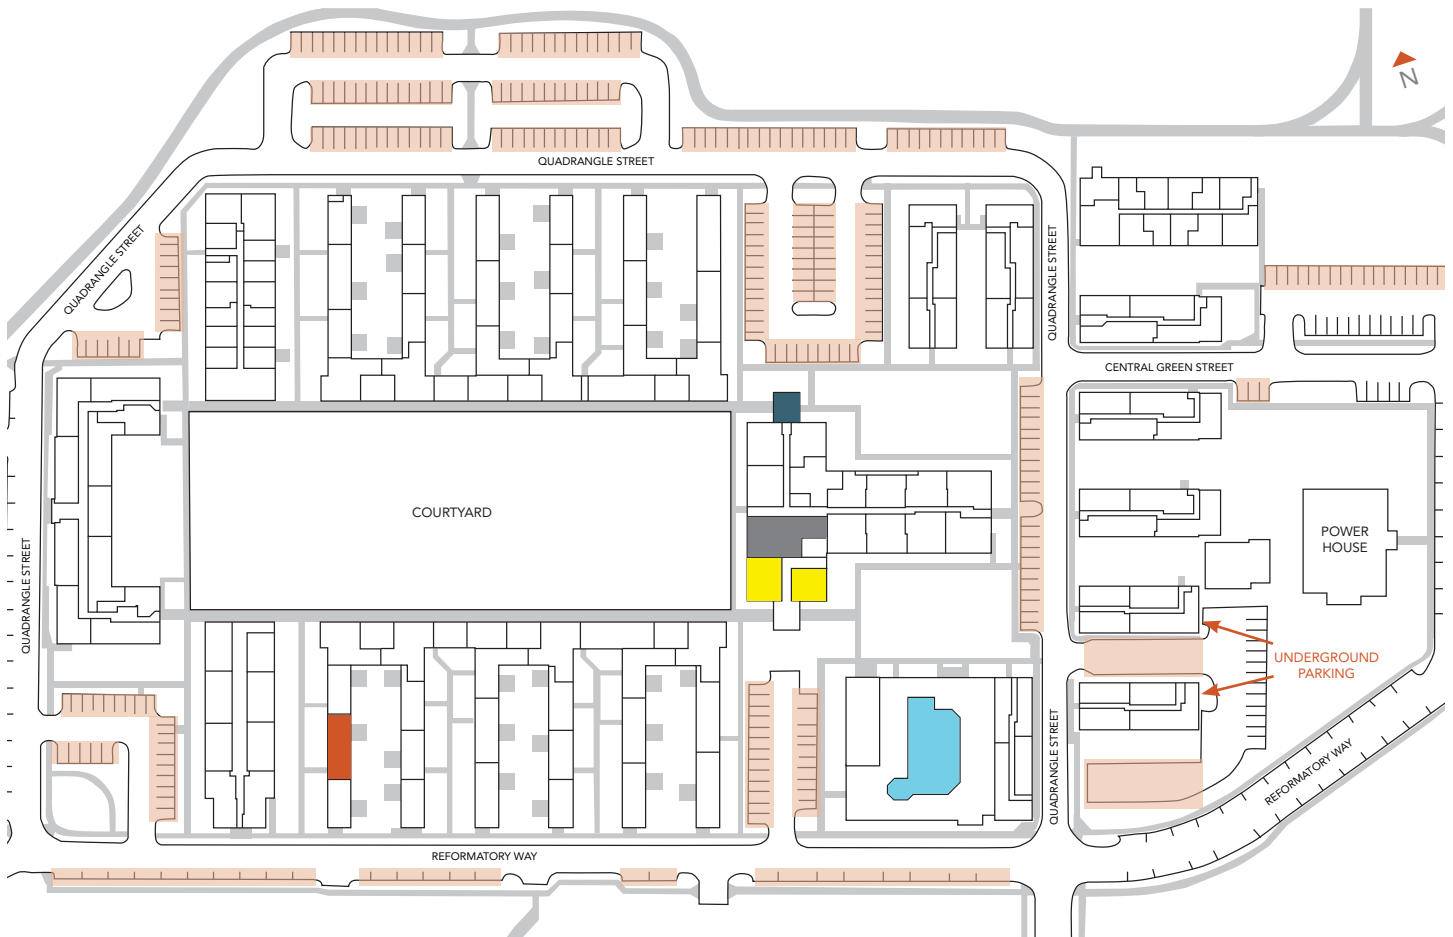 N
QUADRANGLE STREET
QUADRANGLE STREET
QUADRANGLE STREET
CENTRAL GREEN STREET
COURTYARD
POWER
HOUSE
QUADRANGLE STREET
UNDERGROUND
PARKING
QUADRANGLE STREET
REFORMATORY WAY
REFORMATORY WAY